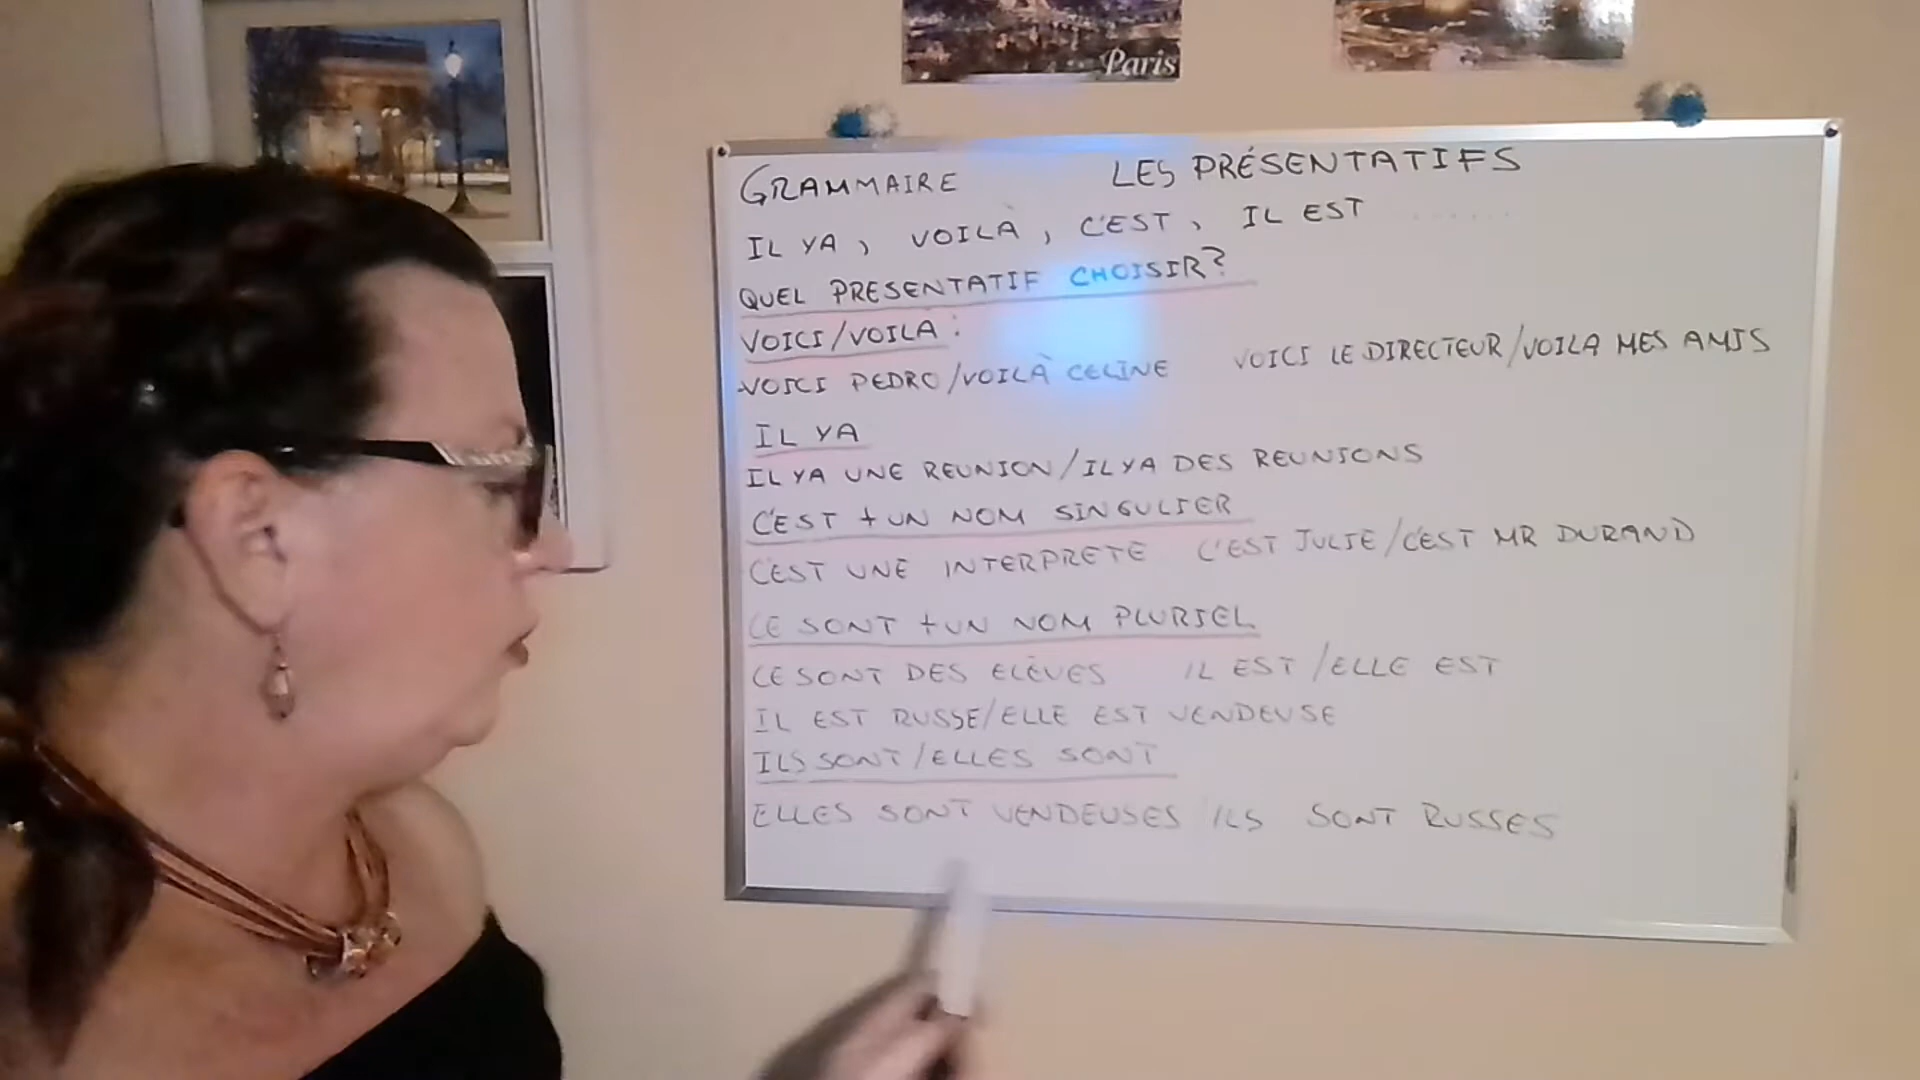 Paris
GRAMMAIRE LES PRÉSENTATIFS
IL YA, VOILÀ, C'EST, IL EST ......
QUEL PRESENTATIF CHOISIR?
VOICI/VOILA:
VOICI PEDRO/VOILÀ CELINE VOICI LE DIRECTEUR/VOILA MES AMIS
IL YA
IL YA UNE REUNION/IL YA DES REUNIONS
C'EST + UN NOM SINGULIER
C'EST UNE INTERPRETE C'EST JULIE/C'EST MR DURAND
CE SONT + UN NOM PLURIEL
CE SONT DES ELÈVES IL EST/ELLE EST
IL EST RUSSE/ELLE EST VENDEUSE
ILS SONT/ELLES SONT
ELLES SONT VENDEUSES/ILS SONT RUSSES